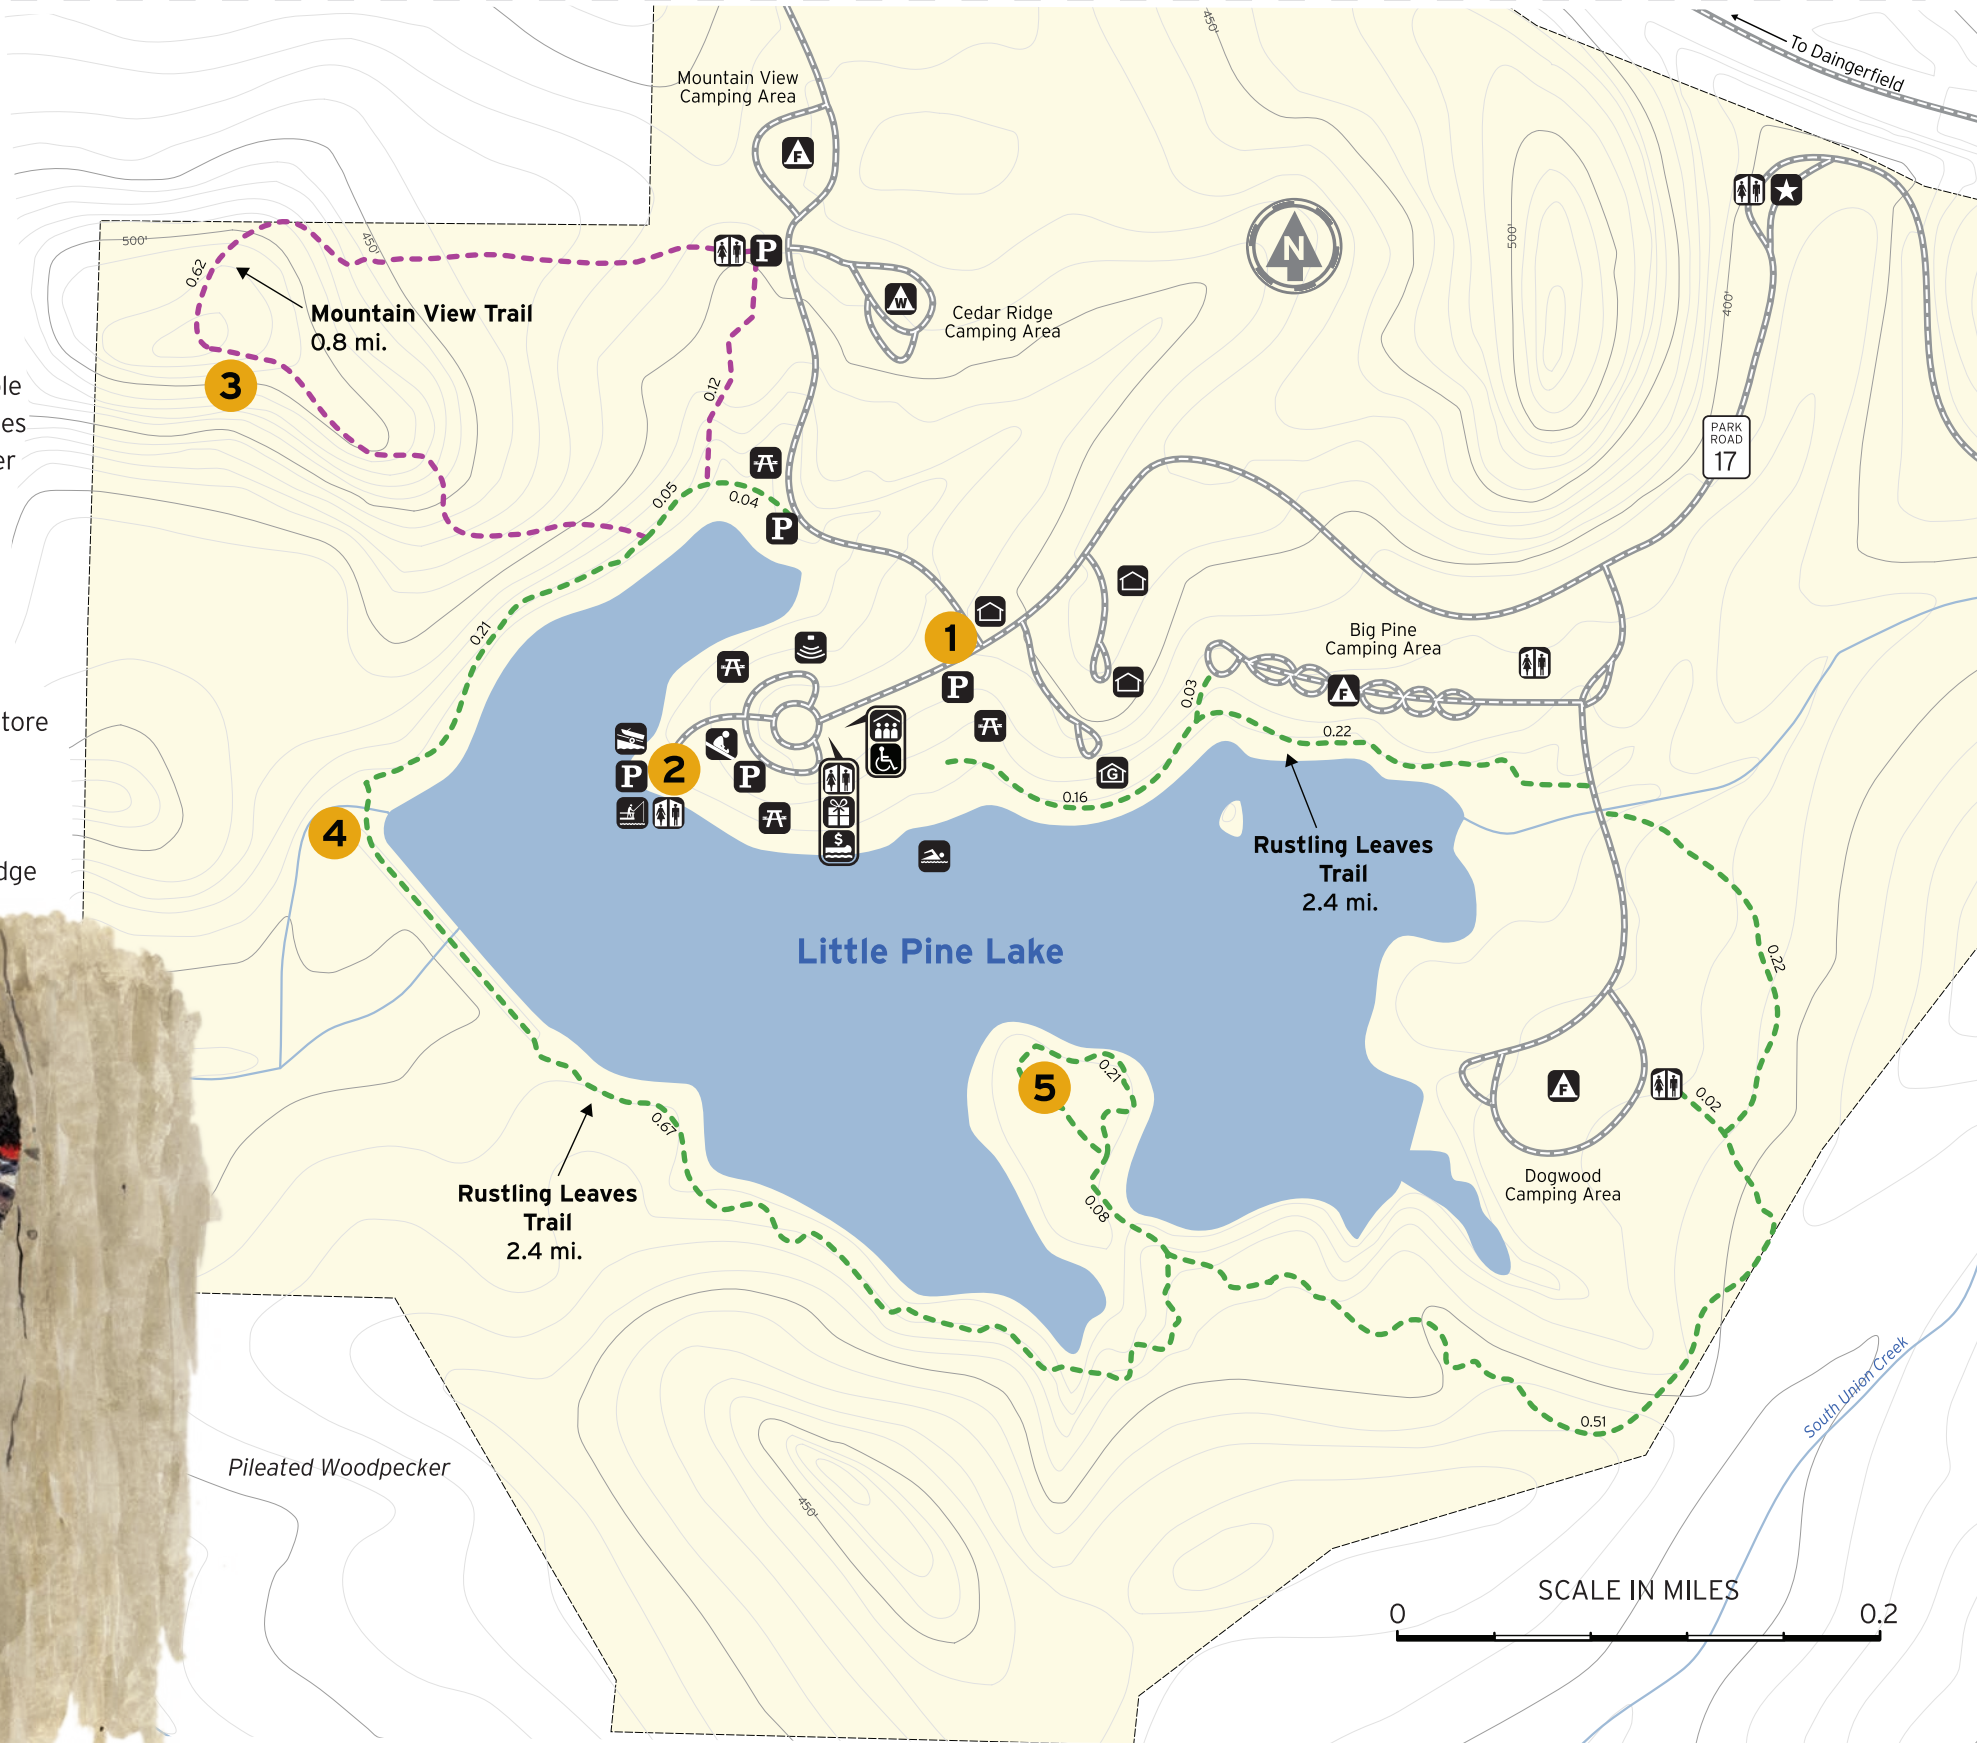 To Daingerfield
450'
Mountain View
Camping Area
F
N
500'
450'
500'
0.62
P
W
Mountain View Trail
0.8 mi.
Cedar Ridge
Camping Area
400'
3
0.12
PARK
ROAD
17
0.05
0.04
P
0.21
1
Big Pine
Camping Area
P
F
0.03
0.22
2
P
P
G
0.16
$
4
Rustling Leaves
Trail
2.4 mi.
Little Pine Lake
0.22
5
0.21
F
0.02
0.67
0.08
Rustling Leaves
Trail
2.4 mi.
Dogwood
Camping Area
0.51
South Union Creek
Pileated Woodpecker
450'
SCALE IN MILES
0
0.2
es
er
tore
dge